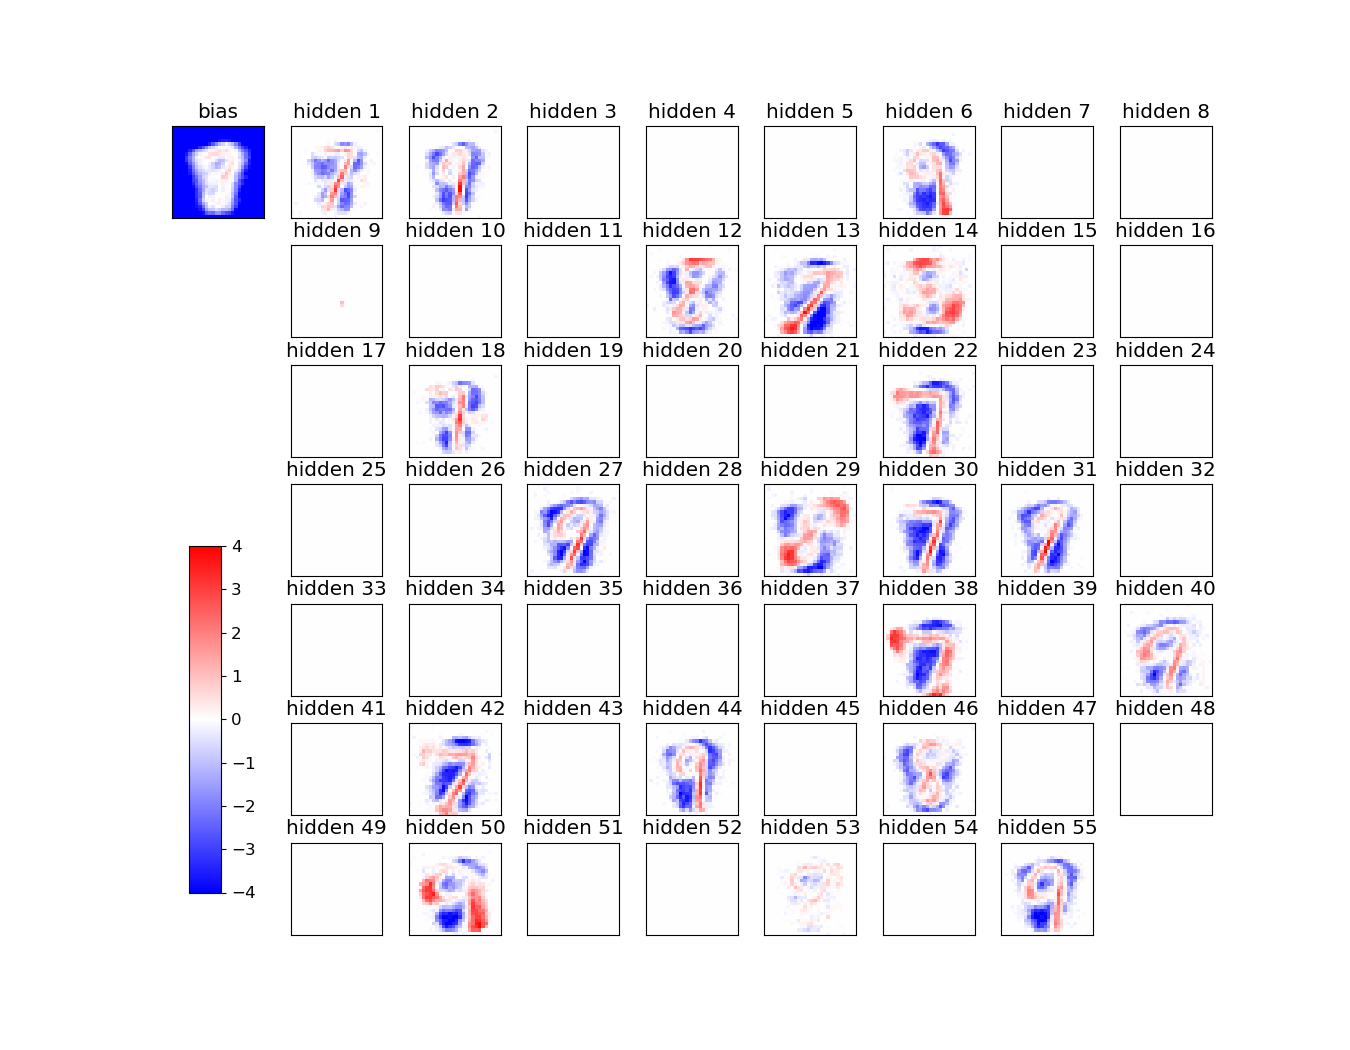 bias hidden 1 hidden 2 hidden 3 hidden 4 hidden 5 hidden 6 hidden 7 hidden 8
hidden 9 hidden 10 hidden 11 hidden 12 hidden 13 hidden 14 hidden 15 hidden 16
hidden 17 hidden 18 hidden 19 hidden 20 hidden 21 hidden 22 hidden 23 hidden 24
hidden 25 hidden 26 hidden 27 hidden 28 hidden 29 hidden 30 hidden 31 hidden 32
hidden 33 hidden 34 hidden 35 hidden 36 hidden 37 hidden 38 hidden 39 hidden 40
hidden 41 hidden 42 hidden 43 hidden 44 hidden 45 hidden 46 hidden 47 hidden 48
hidden 49 hidden 50 hidden 51 hidden 52 hidden 53 hidden 54 hidden 55
4
3
2
1
0
−1
−2
−3
−4